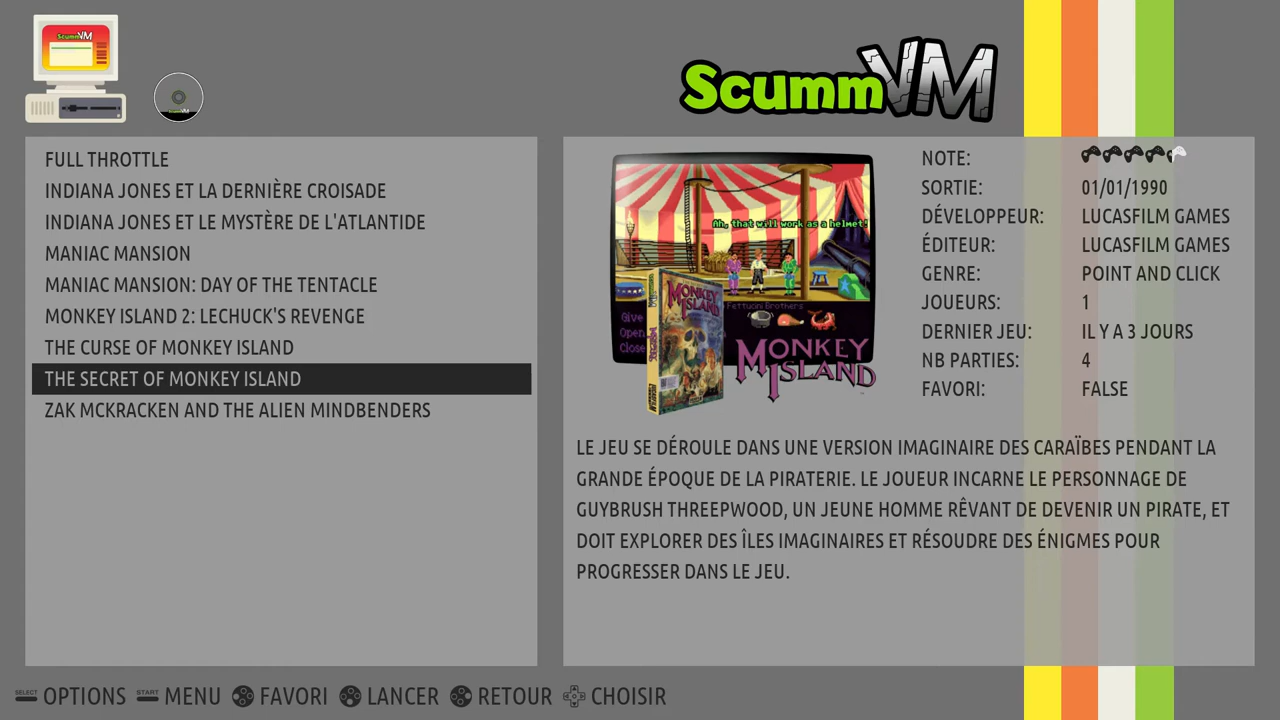 ScummVM
ScummVM
FULL THROTTLE
INDIANA JONES ET LA DERNIÈRE CROISADE
INDIANA JONES ET LE MYSTÈRE DE L'ATLANTIDE
MANIAC MANSION
MANIAC MANSION: DAY OF THE TENTACLE
MONKEY ISLAND 2: LECHUCK'S REVENGE
THE CURSE OF MONKEY ISLAND
THE SECRET OF MONKEY ISLAND
ZAK MCKRACKEN AND THE ALIEN MINDBENDERS
Ah, that will work as a helmet!
Fettucini Brothers
Give
Open
Close
MONKEY
ISLAND
MONKEY
ISLAND
NOTE:
SORTIE: 01/01/1990
DÉVELOPPEUR: LUCASFILM GAMES
ÉDITEUR: LUCASFILM GAMES
GENRE: POINT AND CLICK
JOUEURS: 1
DERNIER JEU: IL Y A 3 JOURS
NB PARTIES: 4
FAVORI: FALSE
LE JEU SE DÉROULE DANS UNE VERSION IMAGINAIRE DES CARAÏBES PENDANT LA
GRANDE ÉPOQUE DE LA PIRATERIE. LE JOUEUR INCARNE LE PERSONNAGE DE
GUYBRUSH THREEPWOOD, UN JEUNE HOMME RÊVANT DE DEVENIR UN PIRATE, ET
DOIT EXPLORER DES ÎLES IMAGINAIRES ET RÉSOUDRE DES ÉNIGMES POUR
PROGRESSER DANS LE JEU.
SELECT OPTIONS START MENU FAVORI LANCER RETOUR CHOISIR